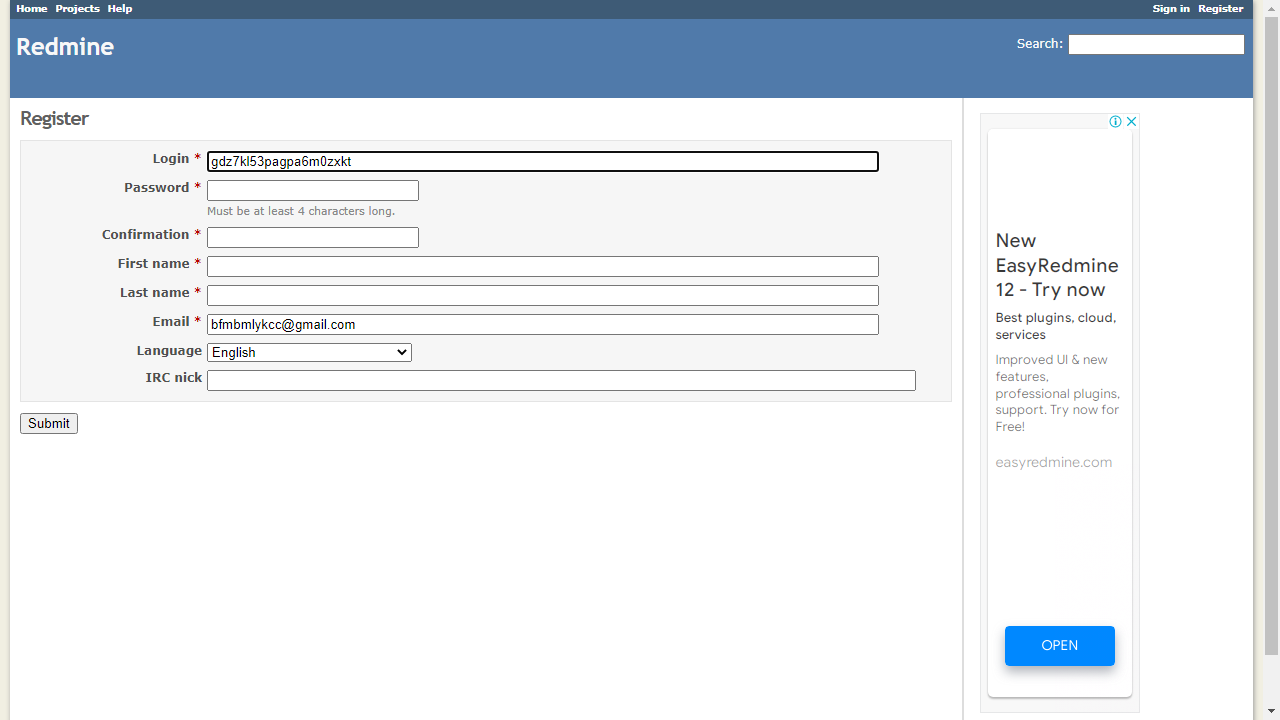 Home Projects Help Sign in Register
Redmine
Search:
Register
Login *
gdz7kl53pagpa6m0zxkt
Password *
Must be at least 4 characters long.
Confirmation *
First name *
Last name *
Email *
bfmbmlykcc@gmail.com
Language
English
IRC nick
Submit
New
EasyRedmine
12 - Try now
Best plugins, cloud,
services
Improved UI & new
features,
professional plugins,
support. Try now for
Free!
easyredmine.com
OPEN